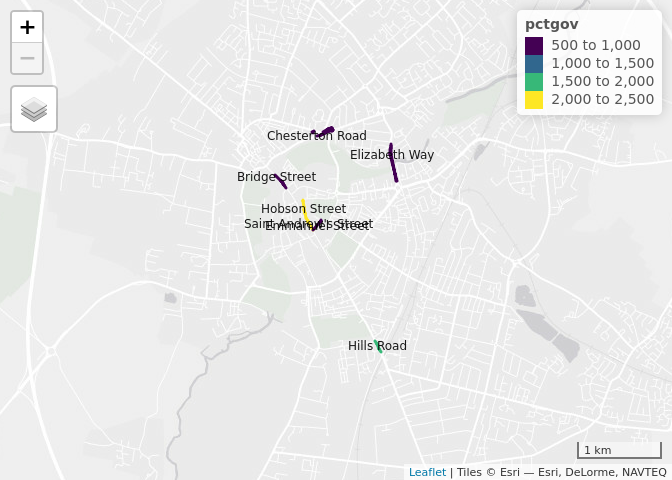 +
−
pctgov
500 to 1,000
1,000 to 1,500
1,500 to 2,000
2,000 to 2,500
Chesterton Road
Elizabeth Way
Bridge Street
Hobson Street
Saint Andrew's Street
Emmanuel Street
Hills Road
1 km
Leaflet | Tiles © Esri — Esri, DeLorme, NAVTEQ